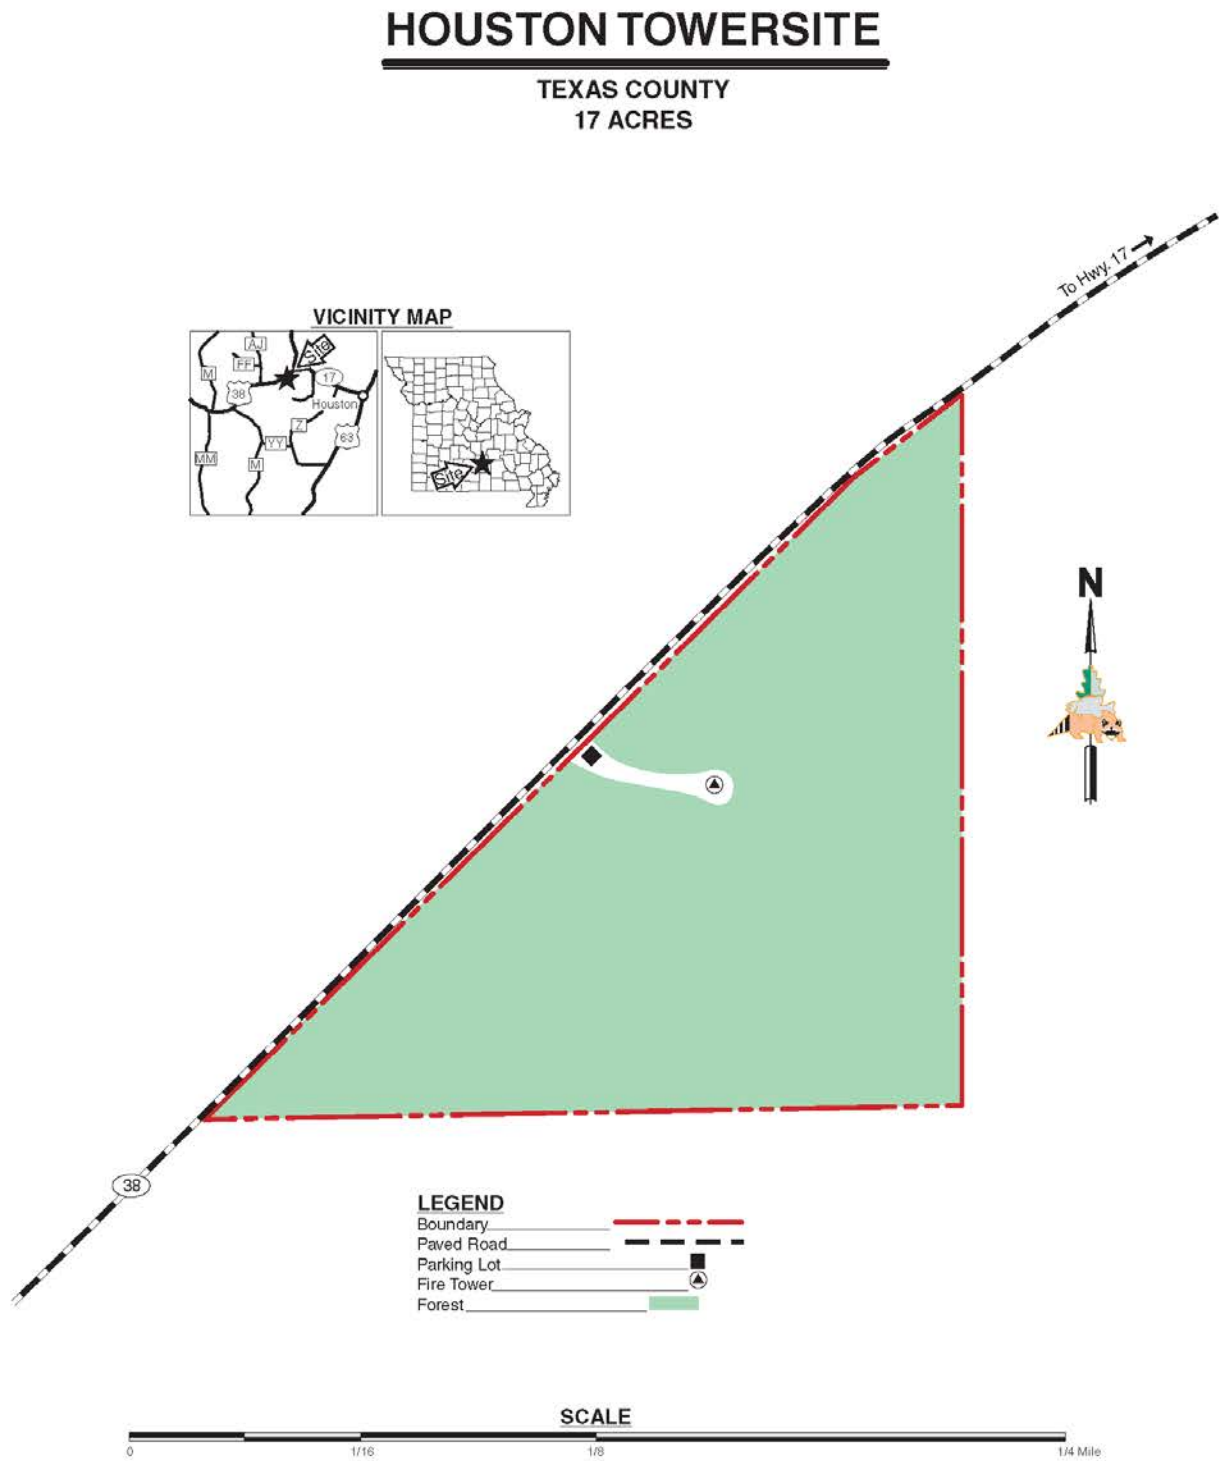 HOUSTON TOWERSITE
TEXAS COUNTY
17 ACRES
To Hwy. 17
VICINITY MAP
AJ
Site
FF
M
17
38
Houston
Z
63
YY
MM
M
Site
N
38
LEGEND
Boundary
Paved Road
Parking Lot
Fire Tower
Forest
SCALE
0 1/16 1/8 1/4 Mile